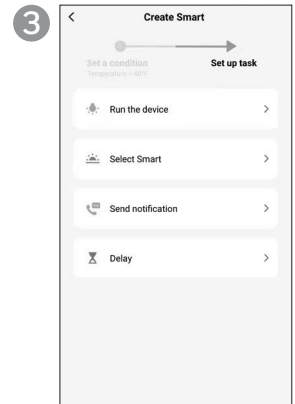 3
Create Smart
Set a condition
Set up task
Run the device
Select Smart
Send notification
Delay